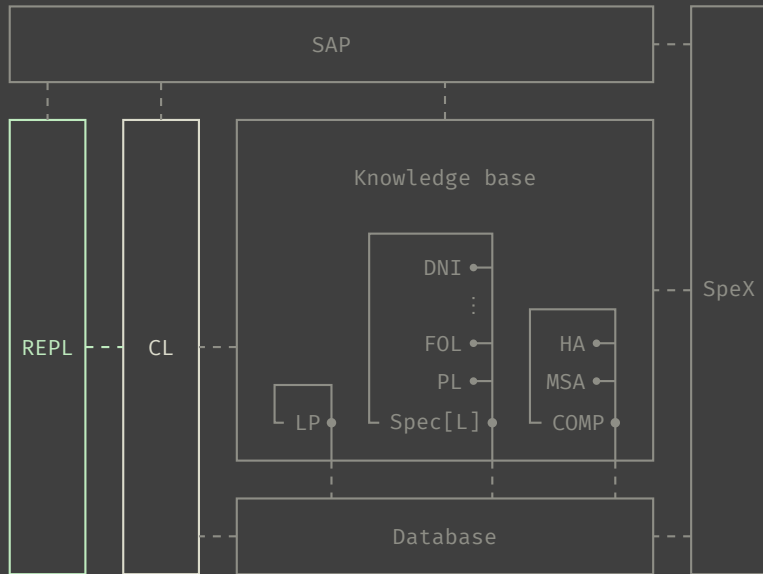 SAP
Knowledge base
DNI
⋮
SpeX
FOL
HA
REPL
CL
PL
MSA
LP
Spec[L]
COMP
Database